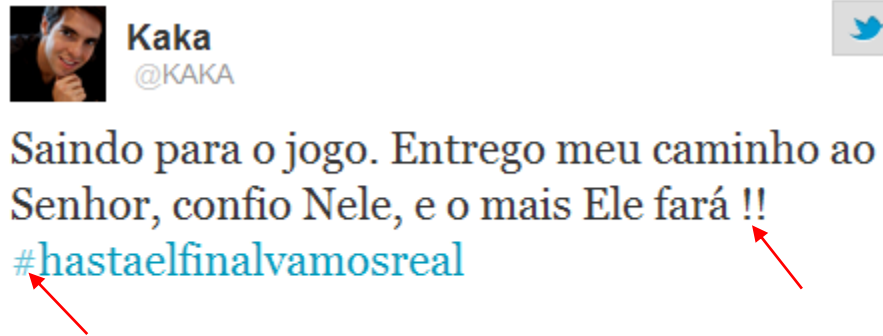 Kaka
@KAKA
Saindo para o jogo. Entrego meu caminho ao
Senhor, confio Nele, e o mais Ele fará !!
#hastaelfinalvamosreal